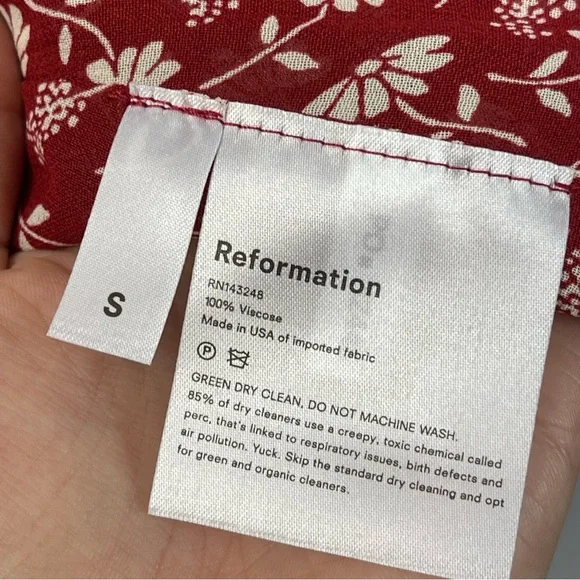 S
Reformation
RN143248
100% Viscose
Made in USA of imported fabric
P
GREEN DRY CLEAN, DO NOT MACHINE WASH.
85% of dry cleaners use a creepy, toxic chemical called
perc, that's linked to respiratory issues, birth defects and
air pollution. Yuck. Skip the standard dry cleaning and opt
for green and organic cleaners.